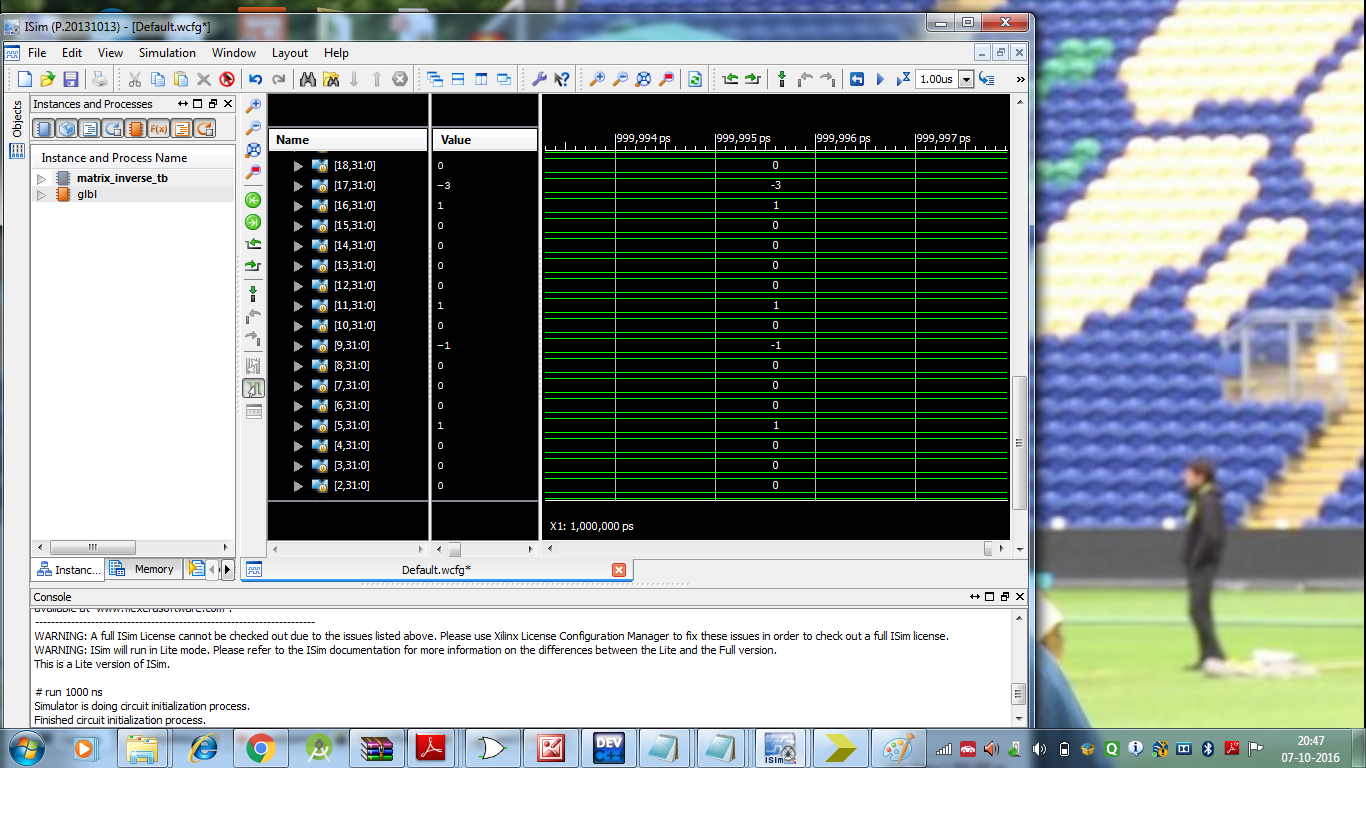 ISim (P.20131013) - [Default.wcfg*]
File Edit View Simulation Window Layout Help
1.00us
Objects
Instances and Processes
F(x)
Instance and Process Name
matrix_inverse_tb
glbl
Name Value
999,994 ps 999,995 ps 999,996 ps 999,997 ps
[18,31:0] 0 0
[17,31:0] -3 -3
[16,31:0] 1 1
[15,31:0] 0 0
[14,31:0] 0 0
[13,31:0] 0 0
[12,31:0] 0 0
[11,31:0] 1 1
[10,31:0] 0 0
[9,31:0] -1 -1
[8,31:0] 0 0
[7,31:0] 0 0
[6,31:0] 0 0
[5,31:0] 1 1
[4,31:0] 0 0
[3,31:0] 0 0
[2,31:0] 0 0
X1: 1,000,000 ps
Instanc... Memory
Default.wcfg*
Console
available at "www.flexerasoftware.com".
WARNING: A full ISim License cannot be checked out due to the issues listed above. Please use Xilinx License Configuration Manager to fix these issues in order to check out a full ISim license.
WARNING: ISim will run in Lite mode. Please refer to the ISim documentation for more information on the differences between the Lite and the Full version.
This is a Lite version of ISim.
# run 1000 ns
Simulator is doing circuit initialization process.
Finished circuit initialization process.
DEV
C++
ISim
20:47
07-10-2016